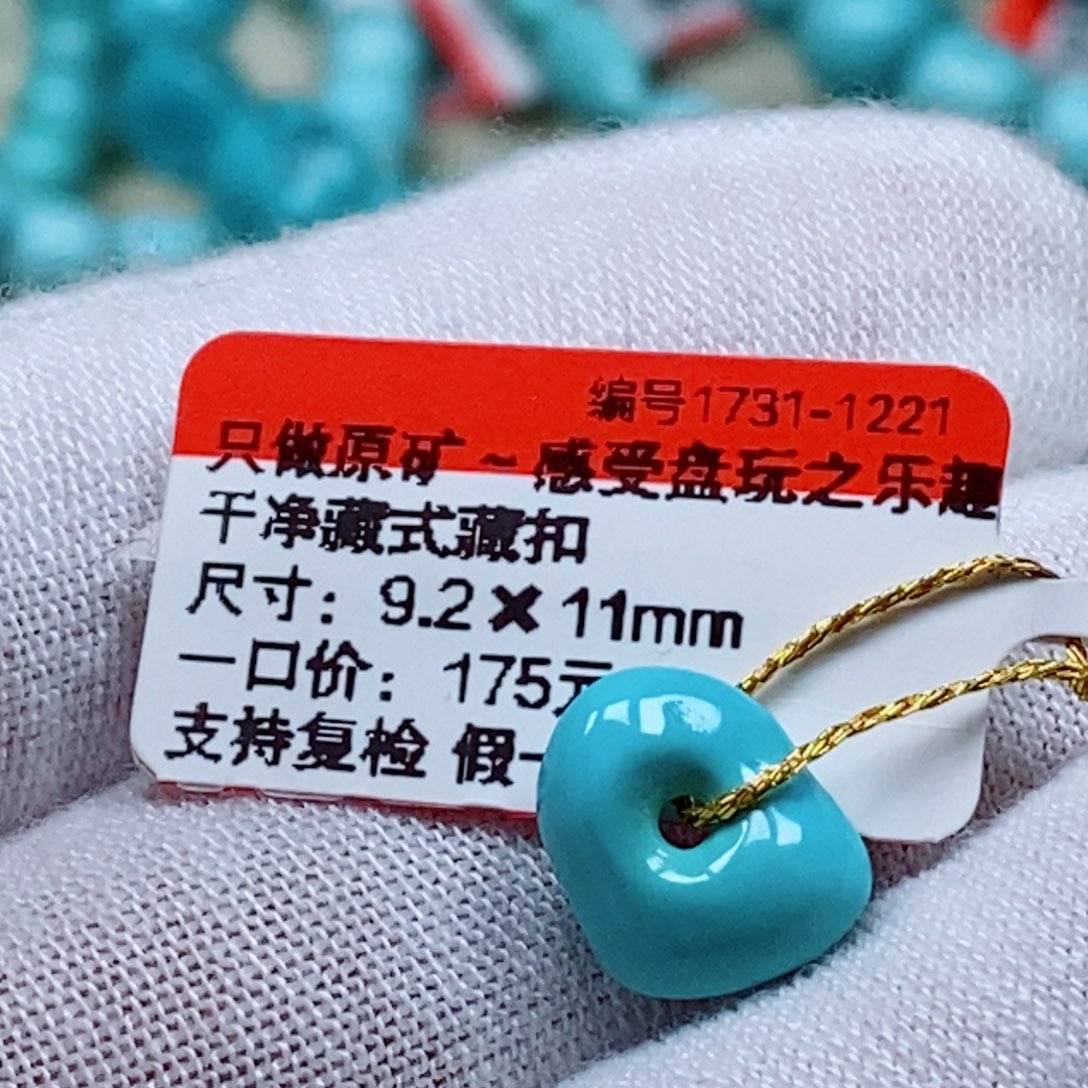 编号1731-1221
只做原矿~感受盘玩之乐趣
干净藏式藏扣
尺寸：9.2×11mm
一口价：175元
支持复检 假一